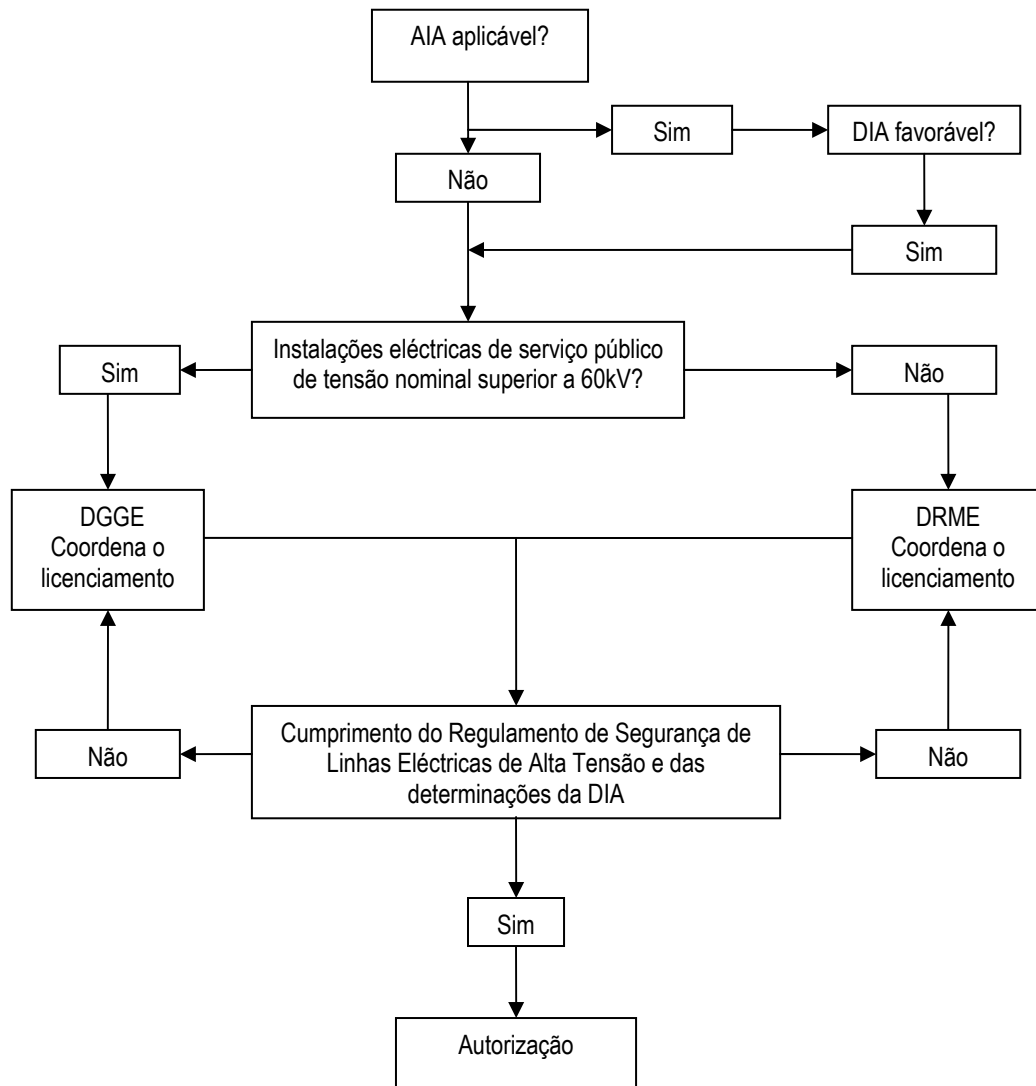 AIA aplicável?
Sim
DIA favorável?
Não
Sim
Instalações eléctricas de serviço público
de tensão nominal superior a 60kV?
Sim
Não
DGGE
Coordena o
licenciamento
DRME
Coordena o
licenciamento
Cumprimento do Regulamento de Segurança de
Linhas Eléctricas de Alta Tensão e das
determinações da DIA
Não
Não
Sim
Autorização